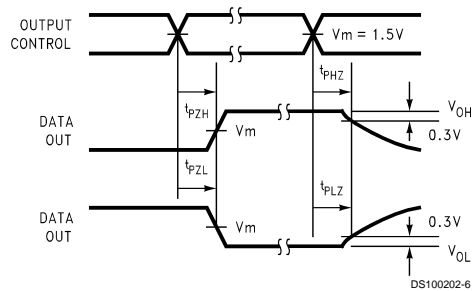 OUTPUT
CONTROL
Vm = 1.5V
tPZH
tPHZ
VOH
DATA
OUT
Vm
0.3V
tPZL
tPLZ
DATA
OUT
Vm
0.3V
VOL
DS100202-6